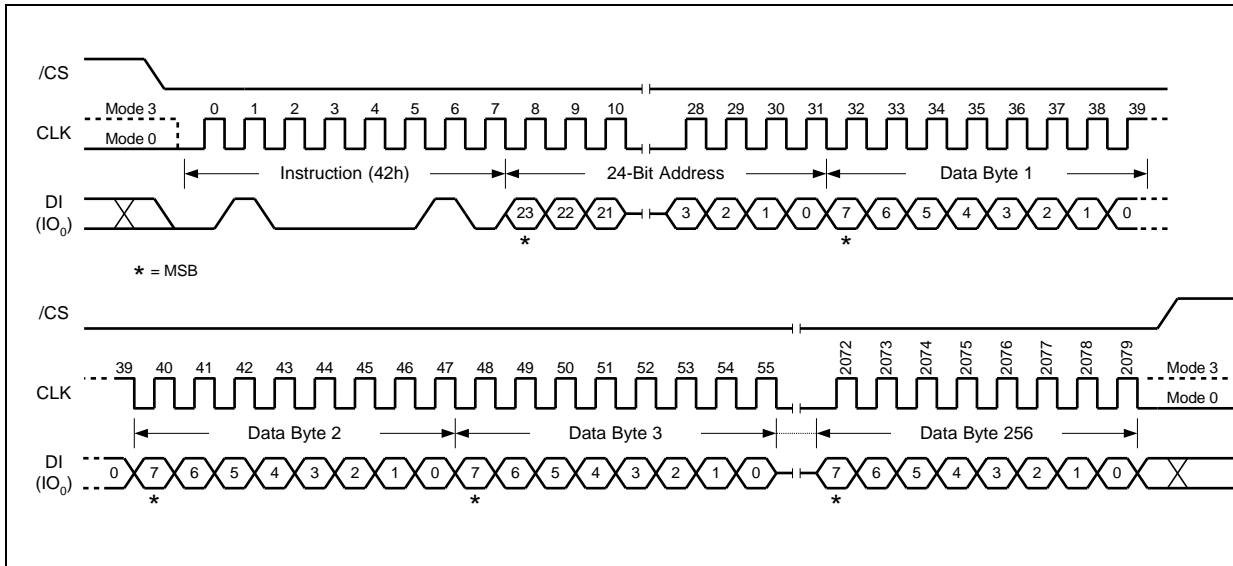 /CS
Mode 3
0 1 2 3 4 5 6 7 8 9 10 28 29 30 31 32 33 34 35 36 37 38 39
CLK
Mode 0
Instruction (42h) 24-Bit Address Data Byte 1
DI
(IO0)
23 22 21 3 2 1 0 7 6 5 4 3 2 1 0
* *
* = MSB
/CS
39 40 41 42 43 44 45 46 47 48 49 50 51 52 53 54 55 2072 2073 2074 2075 2076 2077 2078 2079
Mode 3
CLK
Mode 0
Data Byte 2 Data Byte 3 Data Byte 256
DI
(IO0)
0 7 6 5 4 3 2 1 0 7 6 5 4 3 2 1 0 7 6 5 4 3 2 1 0
* * *